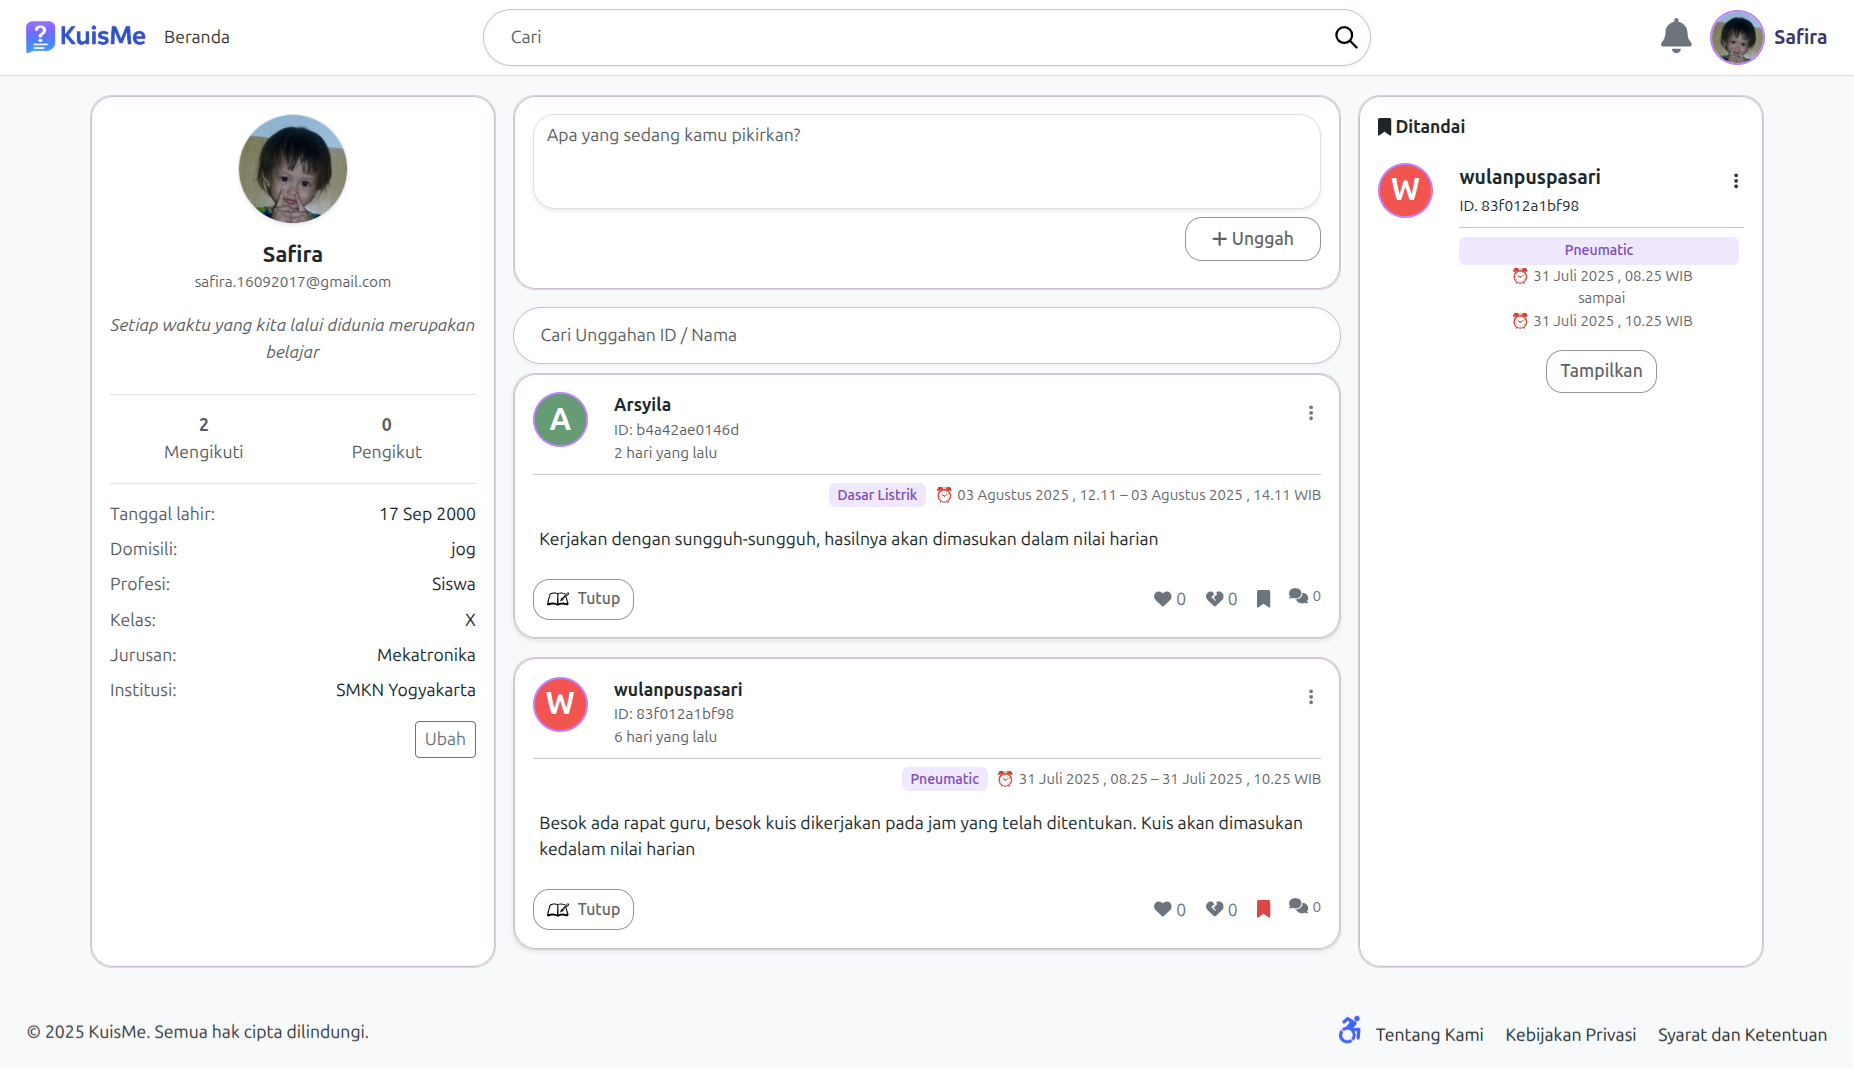 KuisMe
Beranda
Cari
Safira
Safira
safira.16092017@gmail.com
Setiap waktu yang kita lalui didunia merupakan
belajar
2
Mengikuti
0
Pengikut
Tanggal lahir: 17 Sep 2000
Domisili: jog
Profesi: Siswa
Kelas: X
Jurusan: Mekatronika
Institusi: SMKN Yogyakarta
Ubah
Apa yang sedang kamu pikirkan?
+ Unggah
Cari Unggahan ID / Nama
A
Arsyila
ID: b4a42ae0146d
2 hari yang lalu
Dasar Listrik ⏰ 03 Agustus 2025 , 12.11 – 03 Agustus 2025 , 14.11 WIB
Kerjakan dengan sungguh-sungguh, hasilnya akan dimasukan dalam nilai harian
Tutup
0 0 0
W
wulanpuspasari
ID: 83f012a1bf98
6 hari yang lalu
Pneumatic ⏰ 31 Juli 2025 , 08.25 – 31 Juli 2025 , 10.25 WIB
Besok ada rapat guru, besok kuis dikerjakan pada jam yang telah ditentukan. Kuis akan dimasukan
kedalam nilai harian
Tutup
0 0 0
Ditandai
W
wulanpuspasari
ID. 83f012a1bf98
Pneumatic
⏰ 31 Juli 2025 , 08.25 WIB
sampai
⏰ 31 Juli 2025 , 10.25 WIB
Tampilkan
© 2025 KuisMe. Semua hak cipta dilindungi.
Tentang Kami Kebijakan Privasi Syarat dan Ketentuan